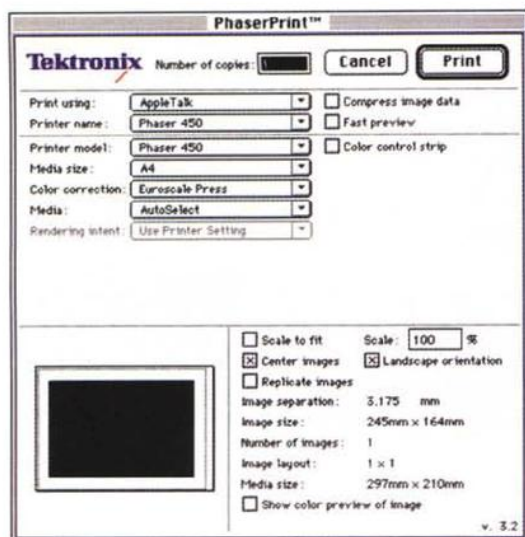 PhaserPrint™
Tektronix Number of copies: Cancel Print
Print using: AppleTalk Compress image data
Printer name: Phaser 450 Fast preview
Printer model: Phaser 450 Color control strip
Media size: A4
Color correction: Euroscale Press
Media: AutoSelect
Rendering intent: Use Printer Setting
Scale to fit Scale: 100 %
Center images Landscape orientation
Replicate images
Image separation: 3.175 mm
Image size: 245mm × 164mm
Number of images: 1
Image layout: 1 × 1
Media size: 297mm × 210mm
Show color preview of image
v. 3.2